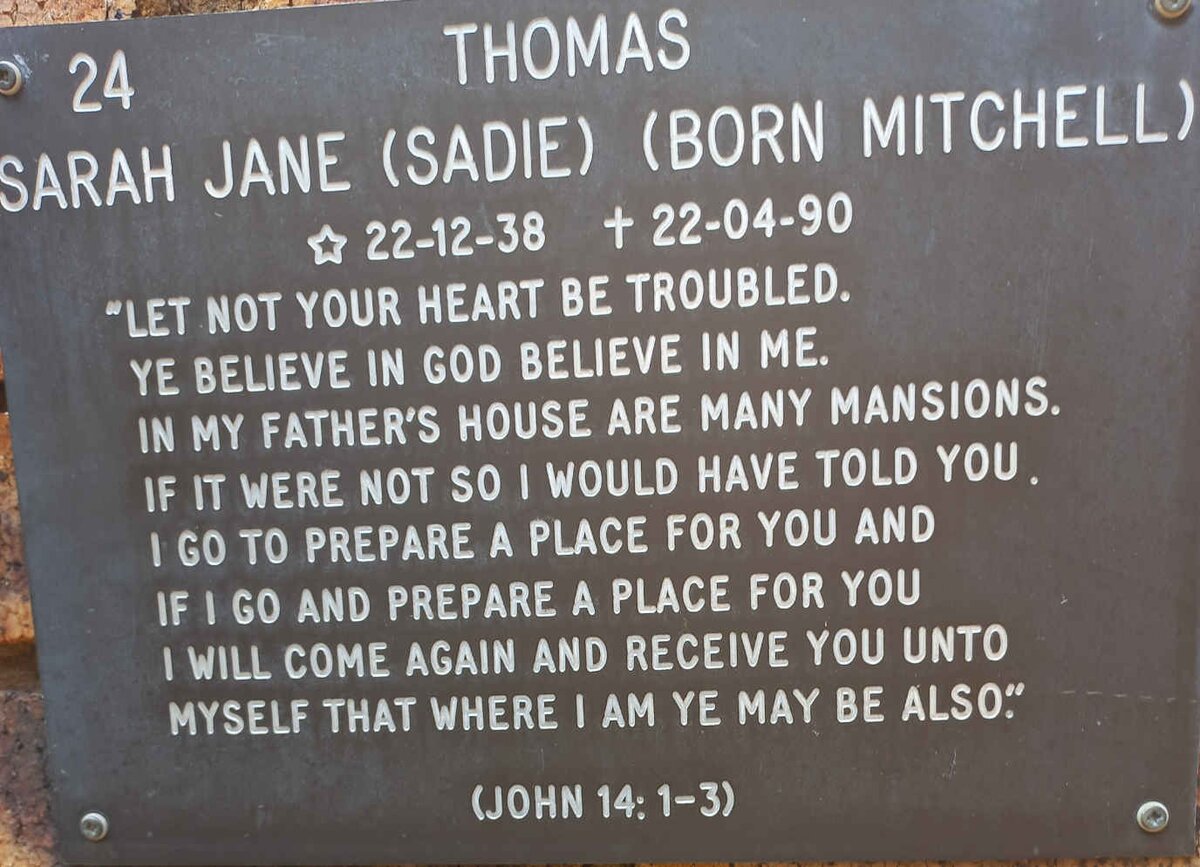 24 THOMAS
SARAH JANE (SADIE) (BORN MITCHELL)
☆ 22-12-38 † 22-04-90
"LET NOT YOUR HEART BE TROUBLED.
YE BELIEVE IN GOD BELIEVE IN ME.
IN MY FATHER'S HOUSE ARE MANY MANSIONS.
IF IT WERE NOT SO I WOULD HAVE TOLD YOU.
I GO TO PREPARE A PLACE FOR YOU AND
IF I GO AND PREPARE A PLACE FOR YOU
I WILL COME AGAIN AND RECEIVE YOU UNTO
MYSELF THAT WHERE I AM YE MAY BE ALSO."
(JOHN 14: 1-3)